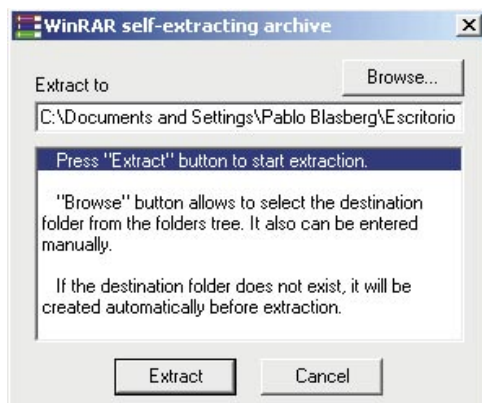 WinRAR self-extracting archive
Browse...
Extract to
C:\Documents and Settings\Pablo Blasberg\Escritorio
Press "Extract" button to start extraction.
"Browse" button allows to select the destination
folder from the folders tree. It also can be entered
manually.
If the destination folder does not exist, it will be
created automatically before extraction.
Extract Cancel